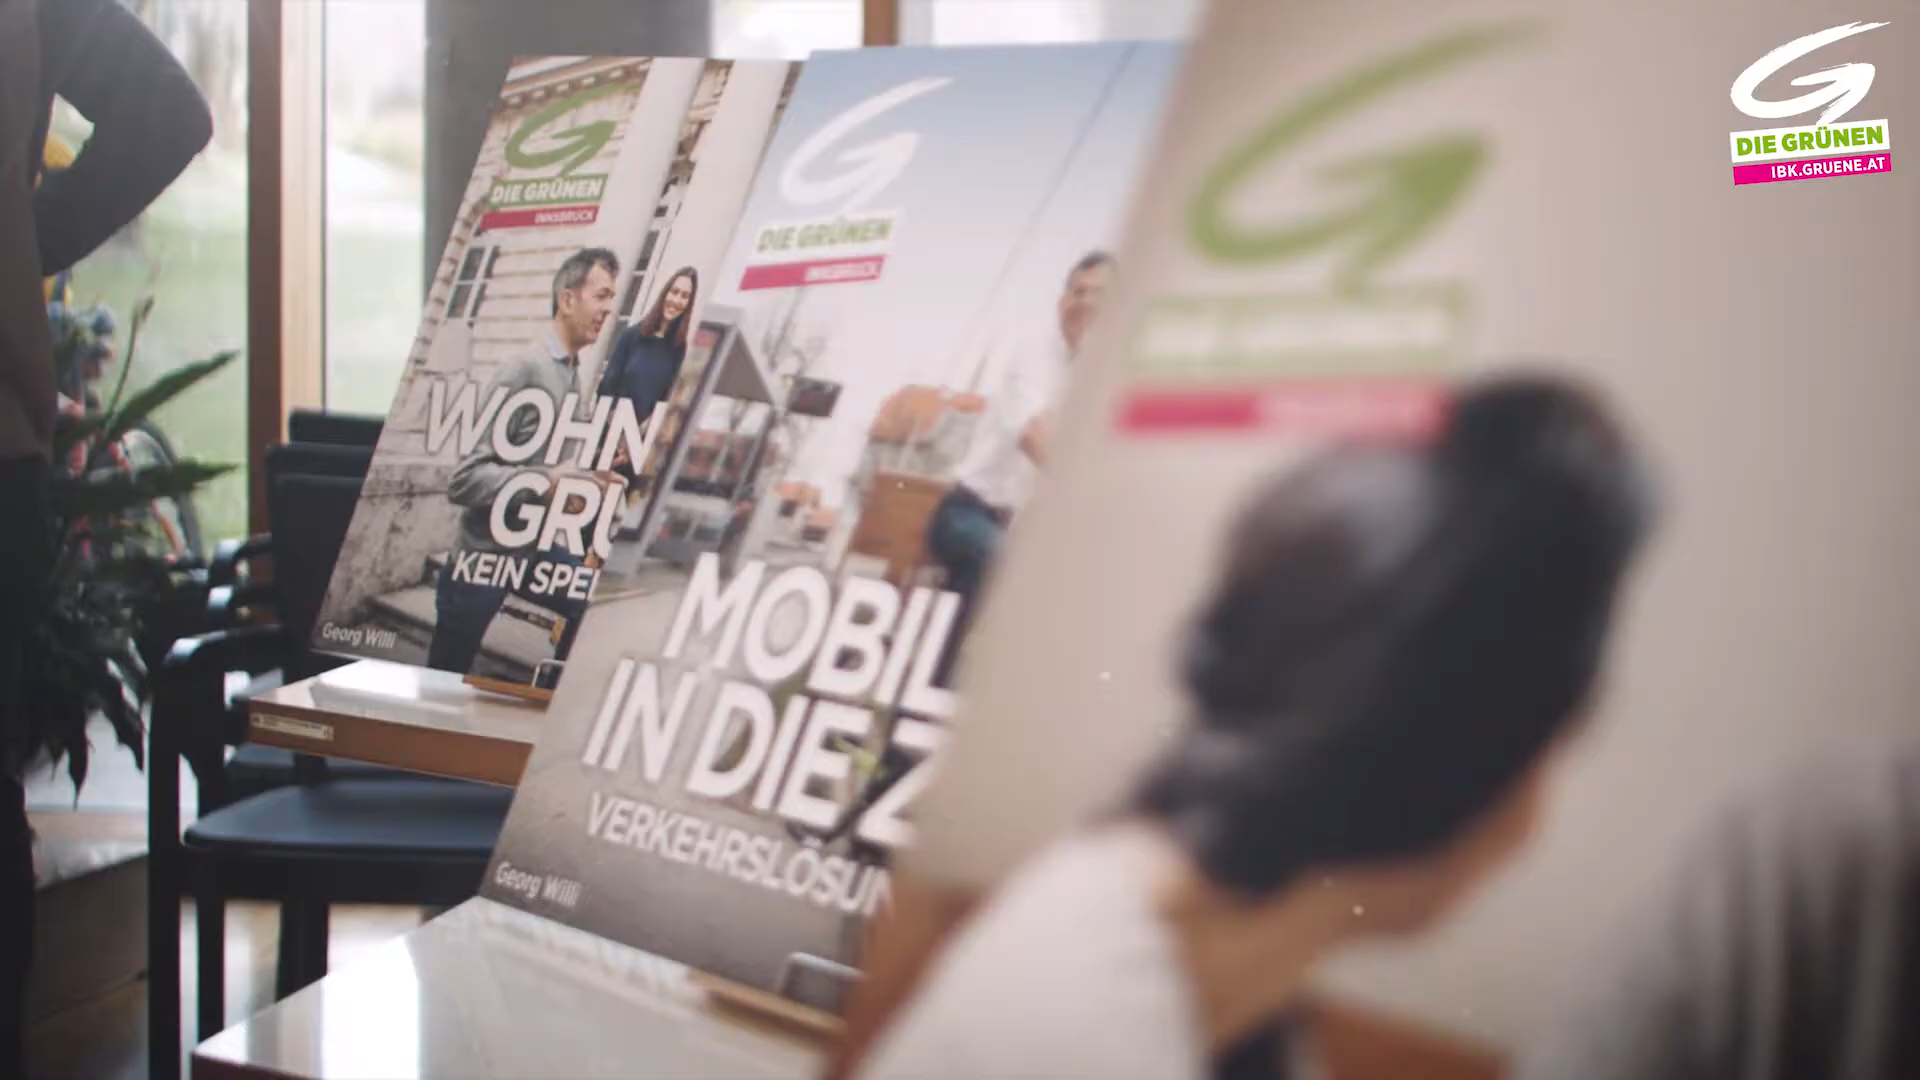 DIE GRÜNEN
IBK.GRUENE.AT
DIE GRÜNEN
INNSBRUCK
WOHN
GRU
KEIN SPE
Georg Willi
DIE GRÜNEN
INNSBRUCK
MOBIL
IN DIE Z
VERKEHRSLÖSUN
Georg Willi